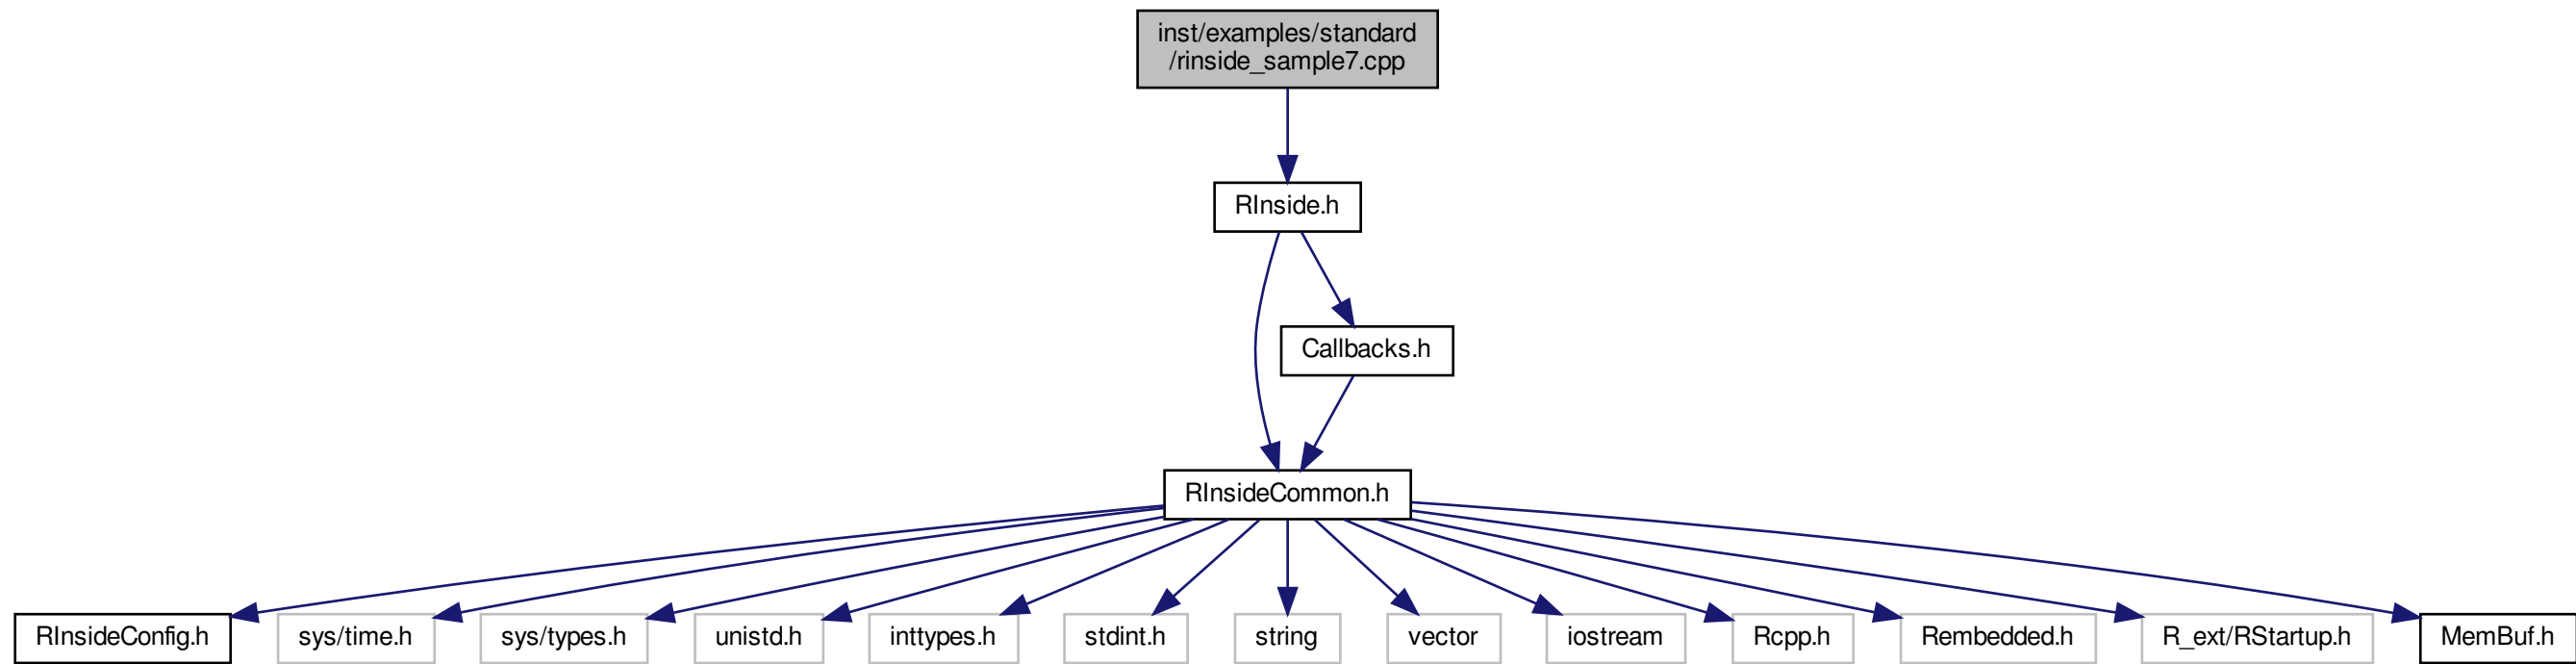 inst/examples/standard
/rinside_sample7.cpp
RInside.h
Callbacks.h
RInsideCommon.h
RInsideConfig.h
sys/time.h
sys/types.h
unistd.h
inttypes.h
stdint.h
string
vector
iostream
Rcpp.h
Rembedded.h
R_ext/RStartup.h
MemBuf.h